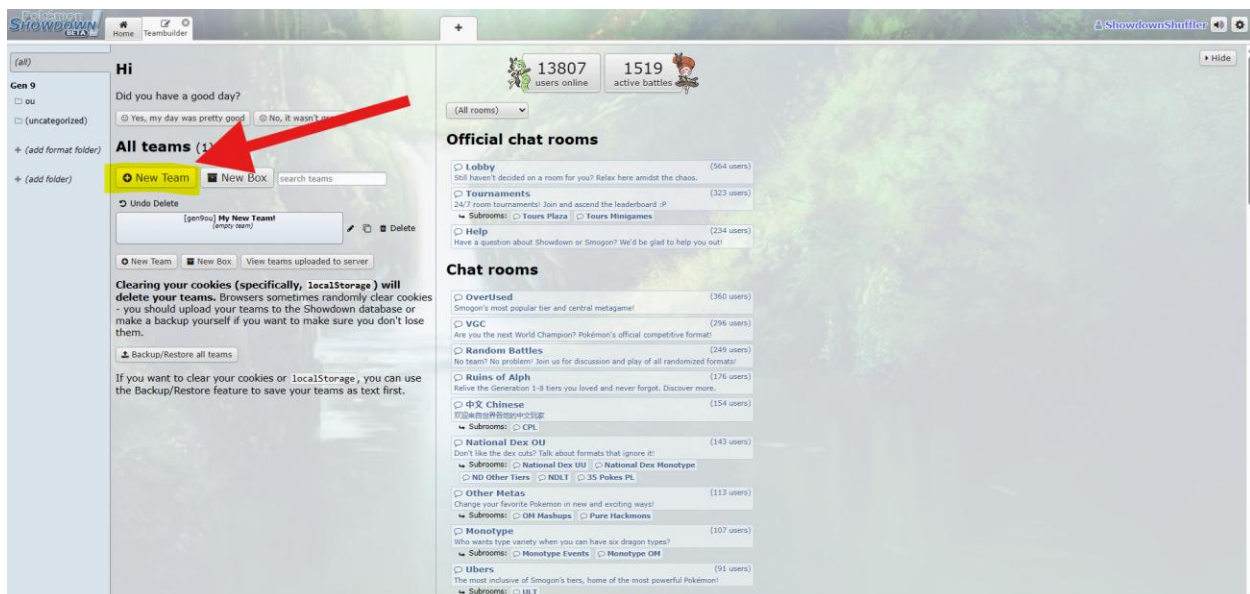 Pokémon
SHOWDOWN!
BETA
Home
Teambuilder
+
ShowdownShuffler
(all)
Gen 9
ou
(uncategorized)
+ (add format folder)
+ (add folder)
Hi
Did you have a good day?
Yes, my day was pretty good
No, it wasn't
All teams (1)
New Team
New Box
search teams
Undo Delete
[gen9ou] My New Team!
(empty team)
Delete
New Team
New Box
View teams uploaded to server
Clearing your cookies (specifically, localStorage) will
delete your teams. Browsers sometimes randomly clear cookies
- you should upload your teams to the Showdown database or
make a backup yourself if you want to make sure you don't lose
them.
Backup/Restore all teams
If you want to clear your cookies or localStorage, you can use
the Backup/Restore feature to save your teams as text first.
13807
users online
1519
active battles
Hide
(All rooms)
Official chat rooms
Lobby (564 users)
Still haven't decided on a room for you? Relax here amidst the chaos.
Tournaments (323 users)
24/7 room tournaments! Join and ascend the leaderboard :P
Subrooms: Tours Plaza Tours Minigames
Help (234 users)
Have a question about Showdown or Smogon? We'd be glad to help you out!
Chat rooms
OverUsed (360 users)
Smogon's most popular tier and central metagame!
VGC (296 users)
Are you the next World Champion? Pokémon's official competitive format!
Random Battles (249 users)
No team? No problem! Join us for discussion and play of all randomized formats!
Ruins of Alph (176 users)
Relive the Generation 1-8 tiers you loved and never forgot. Discover more.
中文 Chinese (154 users)
欢迎来自世界各地的中文玩家
Subrooms: CPL
National Dex OU (143 users)
Don't like the dex cuts? Talk about formats that ignore it!
Subrooms: National Dex UU National Dex Monotype
ND Other Tiers NDLT 35 Pokes PL
Other Metas (113 users)
Change your favorite Pokemon in new and exciting ways!
Subrooms: OM Mashups Pure Hackmons
Monotype (107 users)
Who wants type variety when you can have six dragon types?
Subrooms: Monotype Events Monotype OM
Ubers (91 users)
The most inclusive of Smogon's tiers, home of the most powerful Pokémon!
Subrooms: ULT